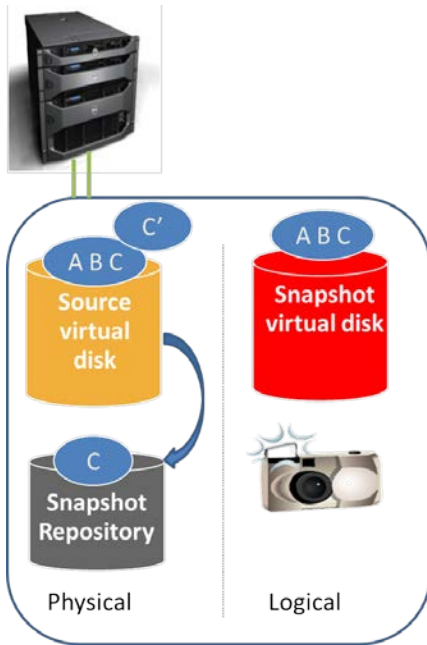 C'
A B C
Source
virtual
disk
A B C
Snapshot
virtual disk
C
Snapshot
Repository
Physical
Logical